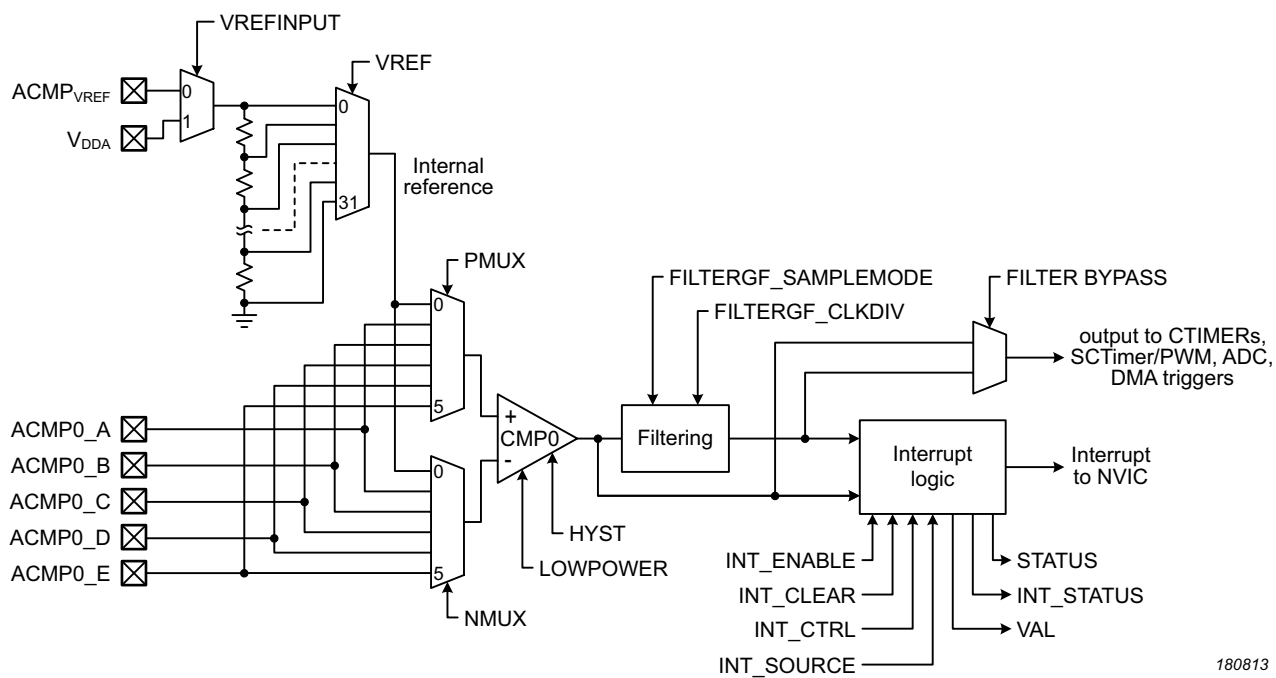 VREFINPUT
VREF
ACMPVREF
0
1
VDDA
0
31
Internal
reference
PMUX
0
5
FILTERGF_SAMPLEMODE
FILTERGF_CLKDIV
FILTER BYPASS
output to CTIMERs,
SCTimer/PWM, ADC,
DMA triggers
ACMP0_A
ACMP0_B
ACMP0_C
ACMP0_D
ACMP0_E
+
CMP0
-
Filtering
Interrupt
logic
Interrupt
to NVIC
0
5
NMUX
HYST
LOWPOWER
INT_ENABLE
INT_CLEAR
INT_CTRL
INT_SOURCE
STATUS
INT_STATUS
VAL
180813